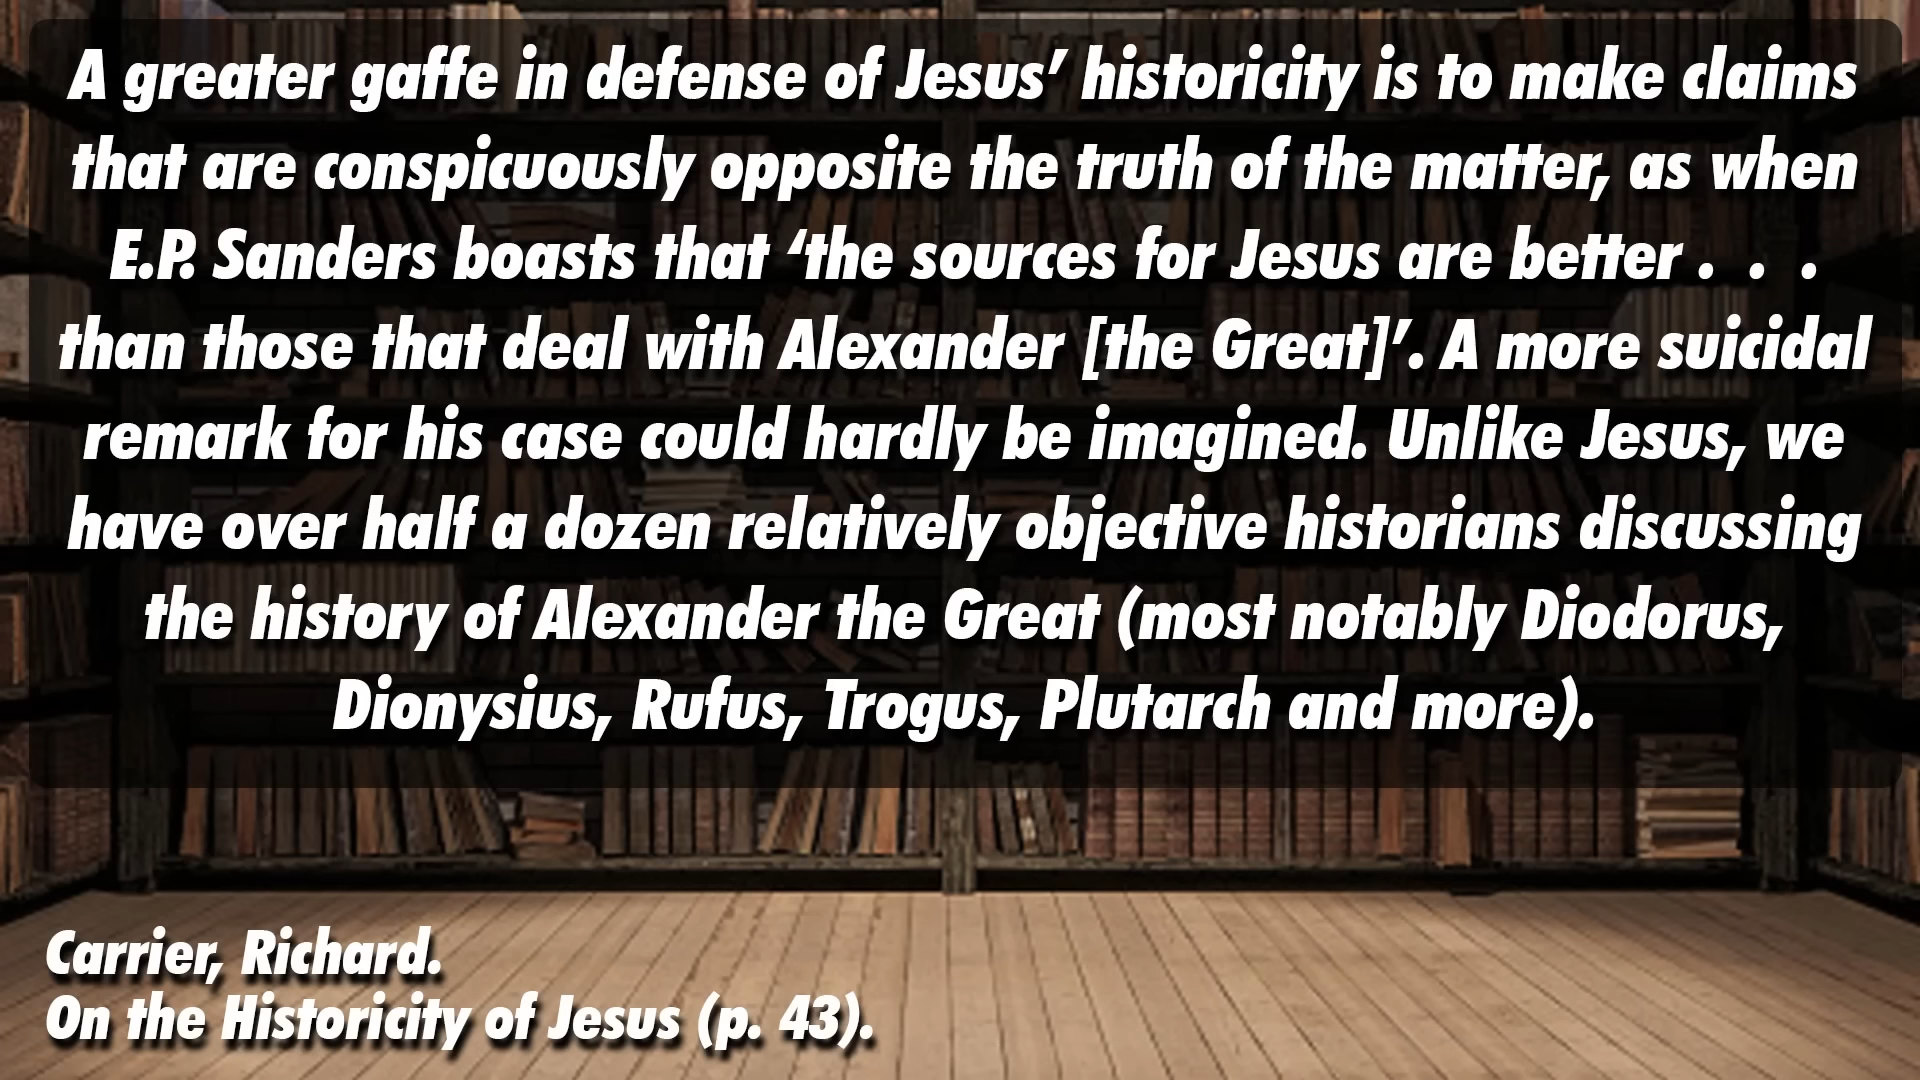 A greater gaffe in defense of Jesus’ historicity is to make claims
that are conspicuously opposite the truth of the matter, as when
E.P. Sanders boasts that ‘the sources for Jesus are better . . .
than those that deal with Alexander [the Great]’. A more suicidal
remark for his case could hardly be imagined. Unlike Jesus, we
have over half a dozen relatively objective historians discussing
the history of Alexander the Great (most notably Diodorus,
Dionysius, Rufus, Trogus, Plutarch and more).
Carrier, Richard.
On the Historicity of Jesus (p. 43).